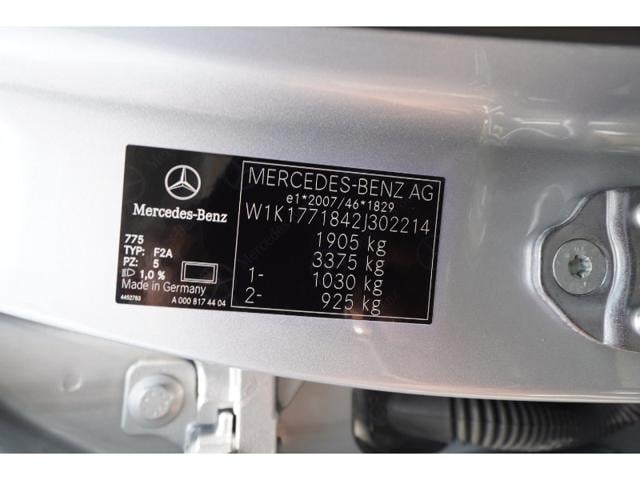 Mercedes-Benz
775
TYP: F2A
PZ: 5
1,0 %
Made in Germany
4452763
A 000 817 44 04
MERCEDES-BENZ AG
e1*2007/46*1829
W1K1771842J302214
1905 kg
3375 kg
1- 1030 kg
2- 925 kg